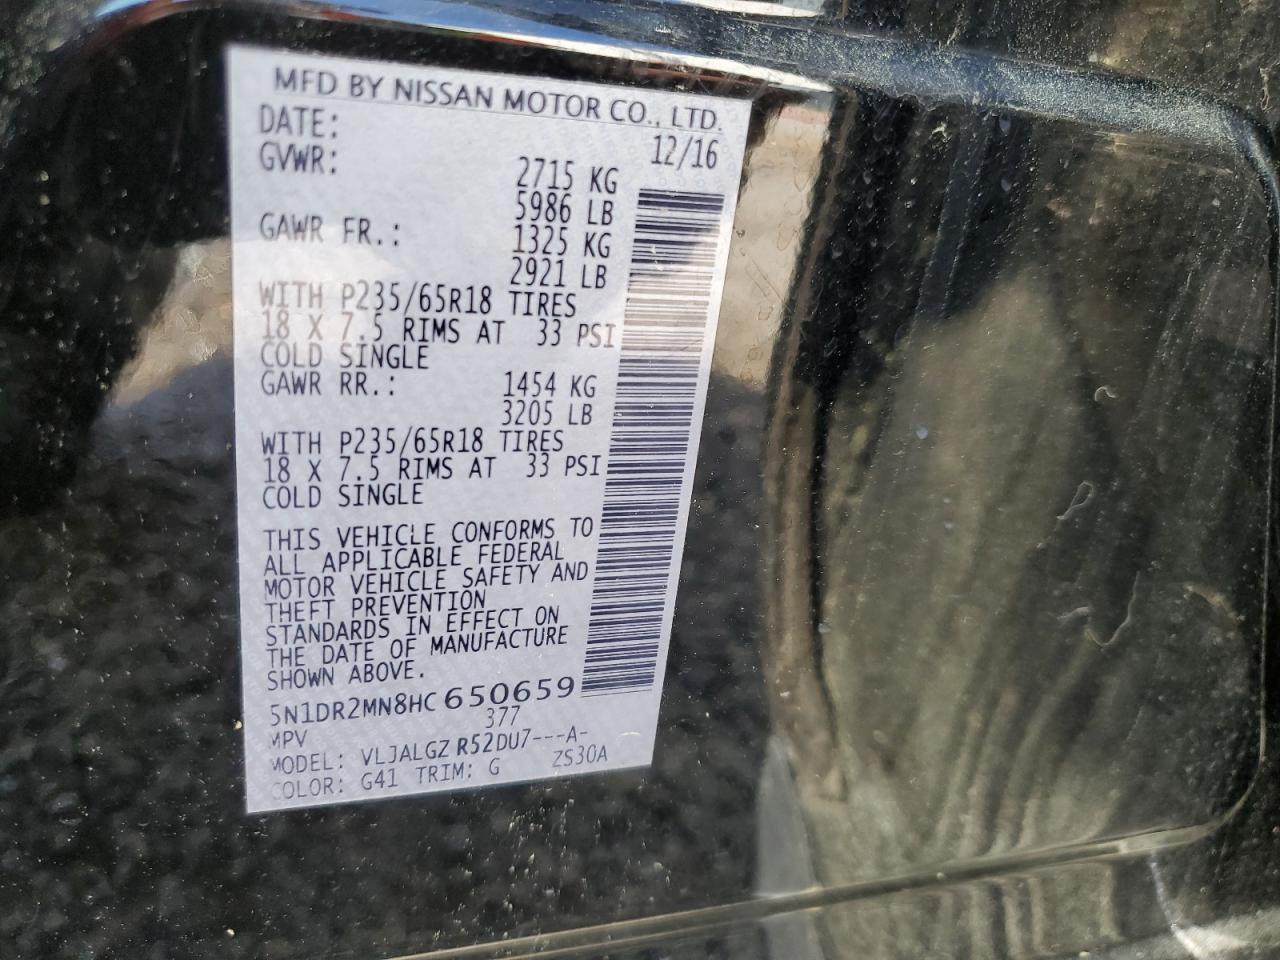 MFD BY NISSAN MOTOR CO., LTD.
DATE: 12/16
GVWR: 2715 KG
5986 LB
GAWR FR.: 1325 KG
2921 LB
WITH P235/65R18 TIRES
18 X 7.5 RIMS AT 33 PSI
COLD SINGLE
GAWR RR.: 1454 KG
3205 LB
WITH P235/65R18 TIRES
18 X 7.5 RIMS AT 33 PSI
COLD SINGLE
THIS VEHICLE CONFORMS TO
ALL APPLICABLE FEDERAL
MOTOR VEHICLE SAFETY AND
THEFT PREVENTION
STANDARDS IN EFFECT ON
THE DATE OF MANUFACTURE
SHOWN ABOVE.
5N1DR2MN8HC650659
MPV 377
MODEL: VLJALGZ R52DU7---A-
COLOR: G41 TRIM: G ZS30A